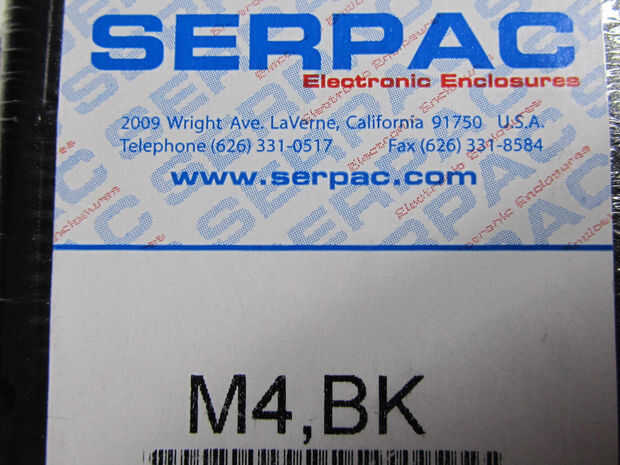 SERPAC
Electronic Enclosures
2009 Wright Ave. LaVerne, California 91750 U.S.A.
Telephone (626) 331-0517 Fax (626) 331-8584
www.serpac.com
M4,BK